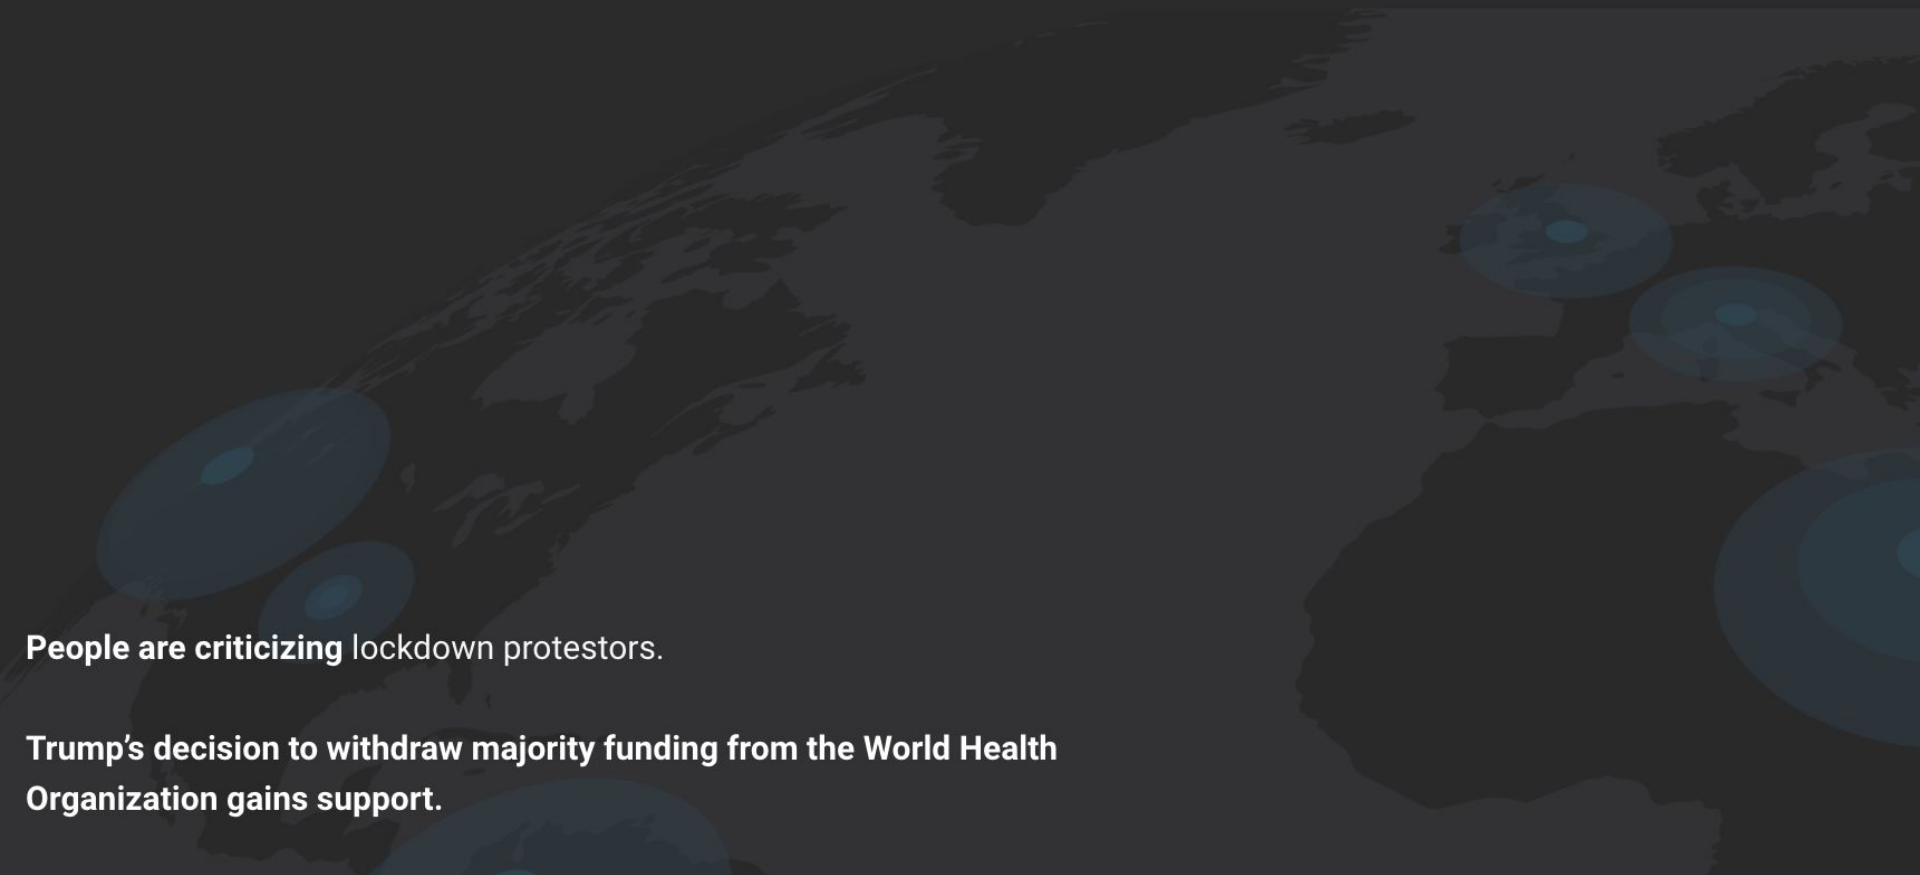 People are criticizing lockdown protestors.
Trump’s decision to withdraw majority funding from the World Health
Organization gains support.